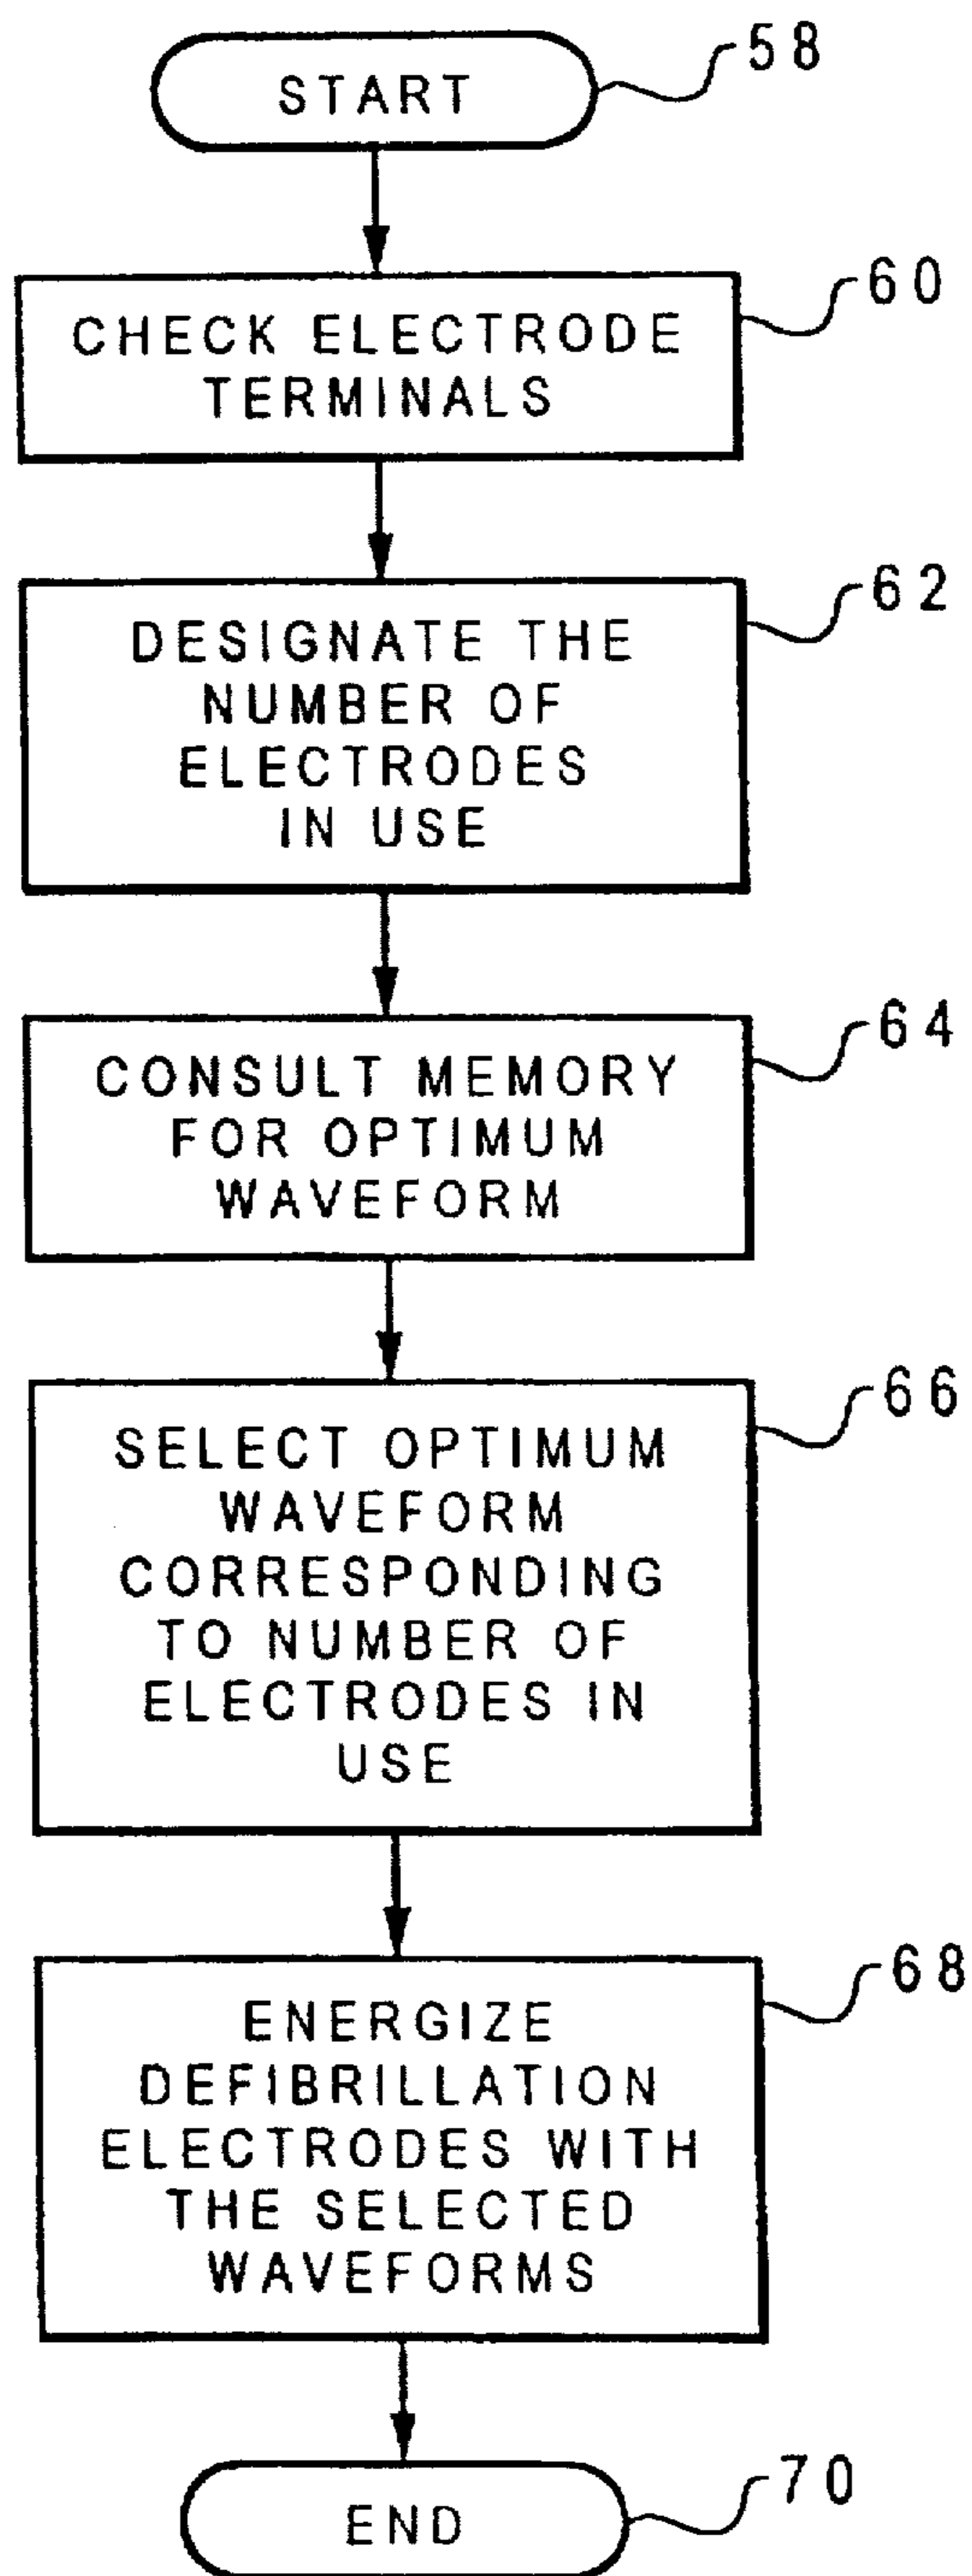 START
58
CHECK ELECTRODE
TERMINALS
60
DESIGNATE THE
NUMBER OF
ELECTRODES
IN USE
62
CONSULT MEMORY
FOR OPTIMUM
WAVEFORM
64
SELECT OPTIMUM
WAVEFORM
CORRESPONDING
TO NUMBER OF
ELECTRODES IN
USE
66
ENERGIZE
DEFIBRILLATION
ELECTRODES WITH
THE SELECTED
WAVEFORMS
68
END
70